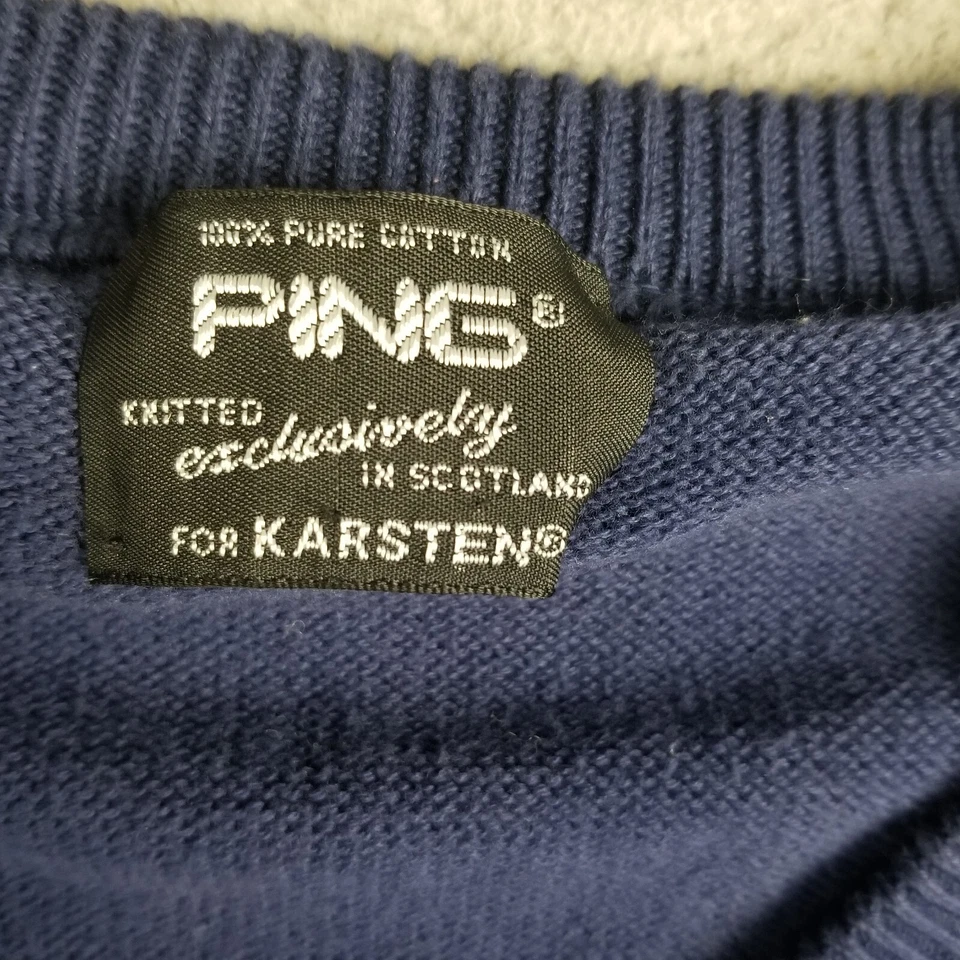 100% PURE COTTON
PING®
KNITTED
exclusively
IN SCOTLAND
FOR KARSTEN®